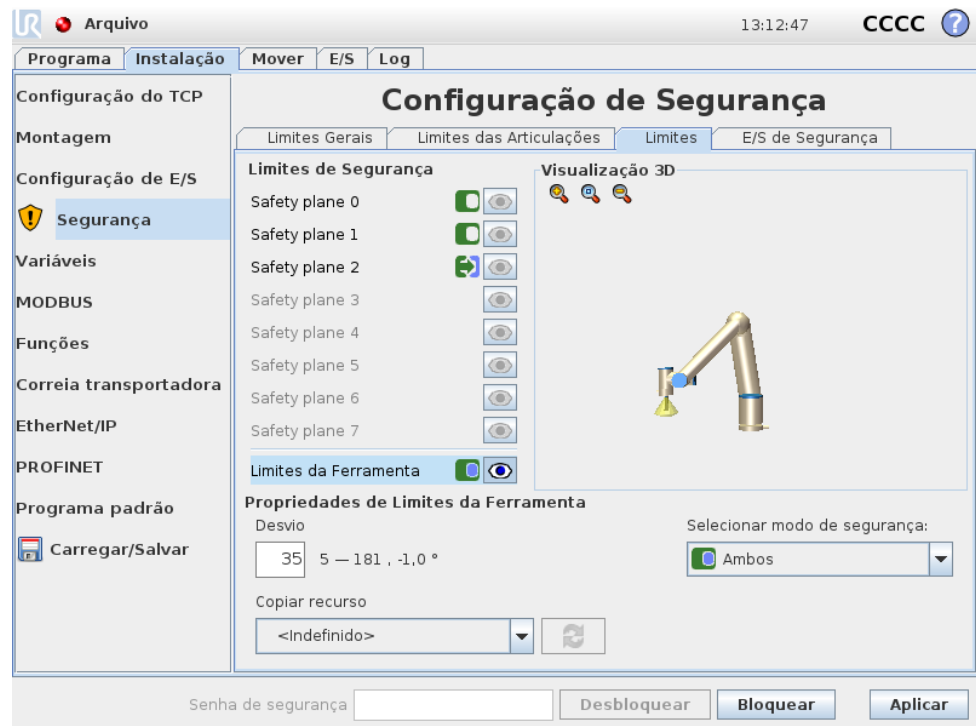 UR Arquivo 13:12:47 CCCC ?
Programa Instalação Mover E/S Log
Configuração do TCP
Montagem
Configuração de E/S
Segurança
Variáveis
MODBUS
Funções
Correia transportadora
EtherNet/IP
PROFINET
Programa padrão
Carregar/Salvar
Configuração de Segurança
Limites Gerais Limites das Articulações Limites E/S de Segurança
Limites de Segurança
Safety plane 0
Safety plane 1
Safety plane 2
Safety plane 3
Safety plane 4
Safety plane 5
Safety plane 6
Safety plane 7
Limites da Ferramenta
Visualização 3D
Propriedades de Limites da Ferramenta
Desvio
35 5 — 181 , -1,0 °
Copiar recurso
<Indefinido>
Selecionar modo de segurança:
Ambos
Senha de segurança Desbloquear Bloquear Aplicar